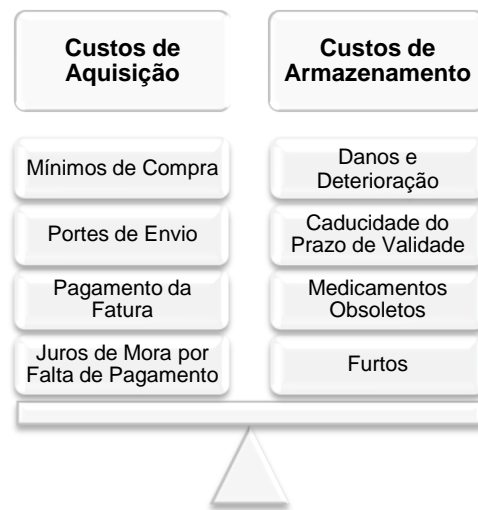 Custos de
Aquisição
Custos de
Armazenamento
Mínimos de Compra
Danos e
Deterioração
Portes de Envio
Caducidade do
Prazo de Validade
Pagamento da
Fatura
Medicamentos
Obsoletos
Juros de Mora por
Falta de Pagamento
Furtos